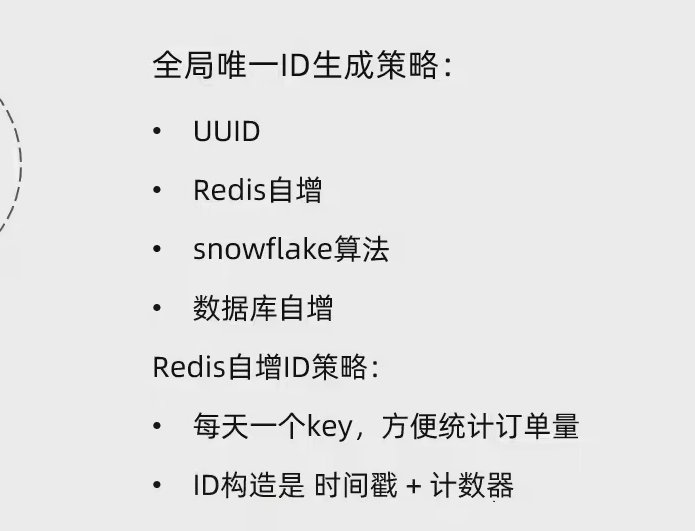 全局唯一ID生成策略：
• UUID
• Redis自增
• snowflake算法
• 数据库自增
Redis自增ID策略：
• 每天一个key，方便统计订单量
• ID构造是 时间戳 + 计数器